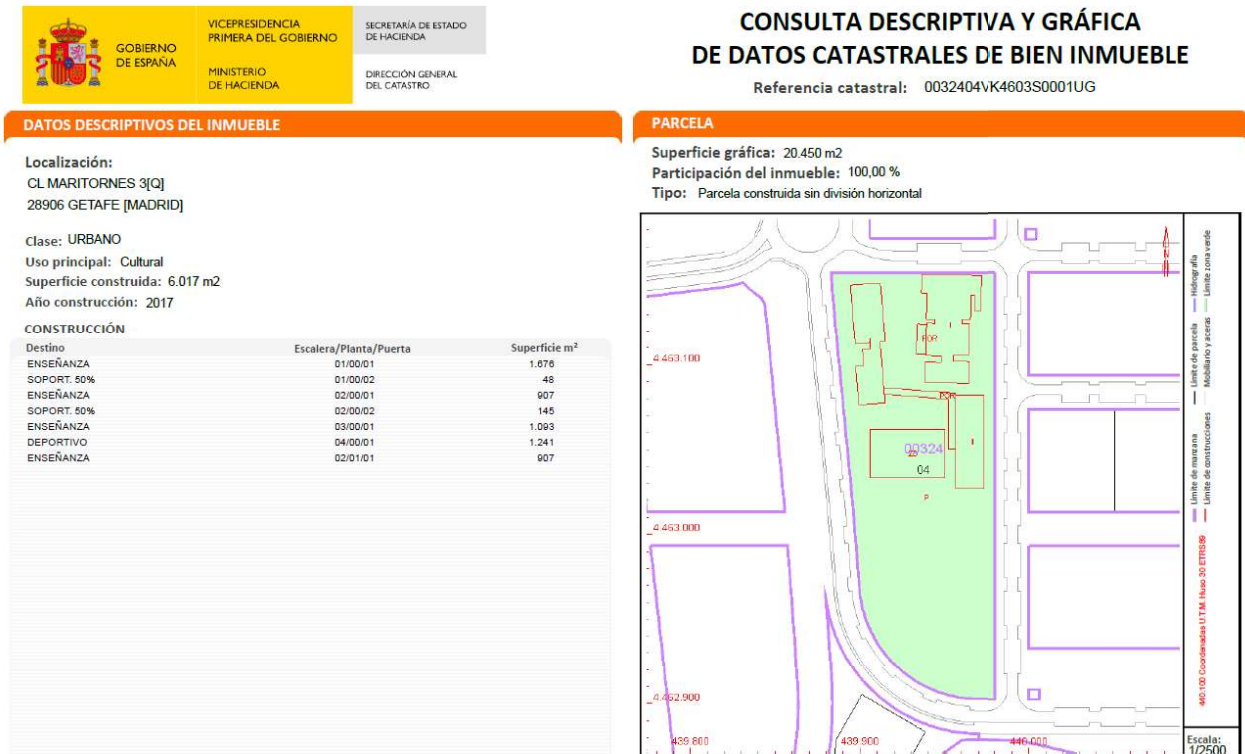 GOBIERNO
DE ESPAÑA
VICEPRESIDENCIA
PRIMERA DEL GOBIERNO
MINISTERIO
DE HACIENDA
SECRETARÍA DE ESTADO
DE HACIENDA
DIRECCIÓN GENERAL
DEL CATASTRO
CONSULTA DESCRIPTIVA Y GRÁFICA
DE DATOS CATASTRALES DE BIEN INMUEBLE
Referencia catastral: 0032404VK4603S0001UG
DATOS DESCRIPTIVOS DEL INMUEBLE
Localización:
CL MARITORNES 3[Q]
28906 GETAFE [MADRID]
Clase: URBANO
Uso principal: Cultural
Superficie construida: 6.017 m2
Año construcción: 2017
CONSTRUCCIÓN
Destino Escalera/Planta/Puerta Superficie m²
ENSEÑANZA 01/00/01 1.676
SOPORT. 50% 01/00/02 48
ENSEÑANZA 02/00/01 907
SOPORT. 50% 02/00/02 145
ENSEÑANZA 03/00/01 1.093
DEPORTIVO 04/00/01 1.241
ENSEÑANZA 02/01/01 907
PARCELA
Superficie gráfica: 20.450 m2
Participación del inmueble: 100,00 %
Tipo: Parcela construida sin división horizontal
I
POR
4.463.100
I
00324
04
P
4.463.000
4.462.900
439.800
439.900
440.000
Hidrografía
Límite zona verde
Límite de parcela
Mobiliario y aceras
Límite de manzana
Límite de construcciones
440.100 Coordenadas U.T.M. Huso 30 ETRS89
Escala:
1/2500